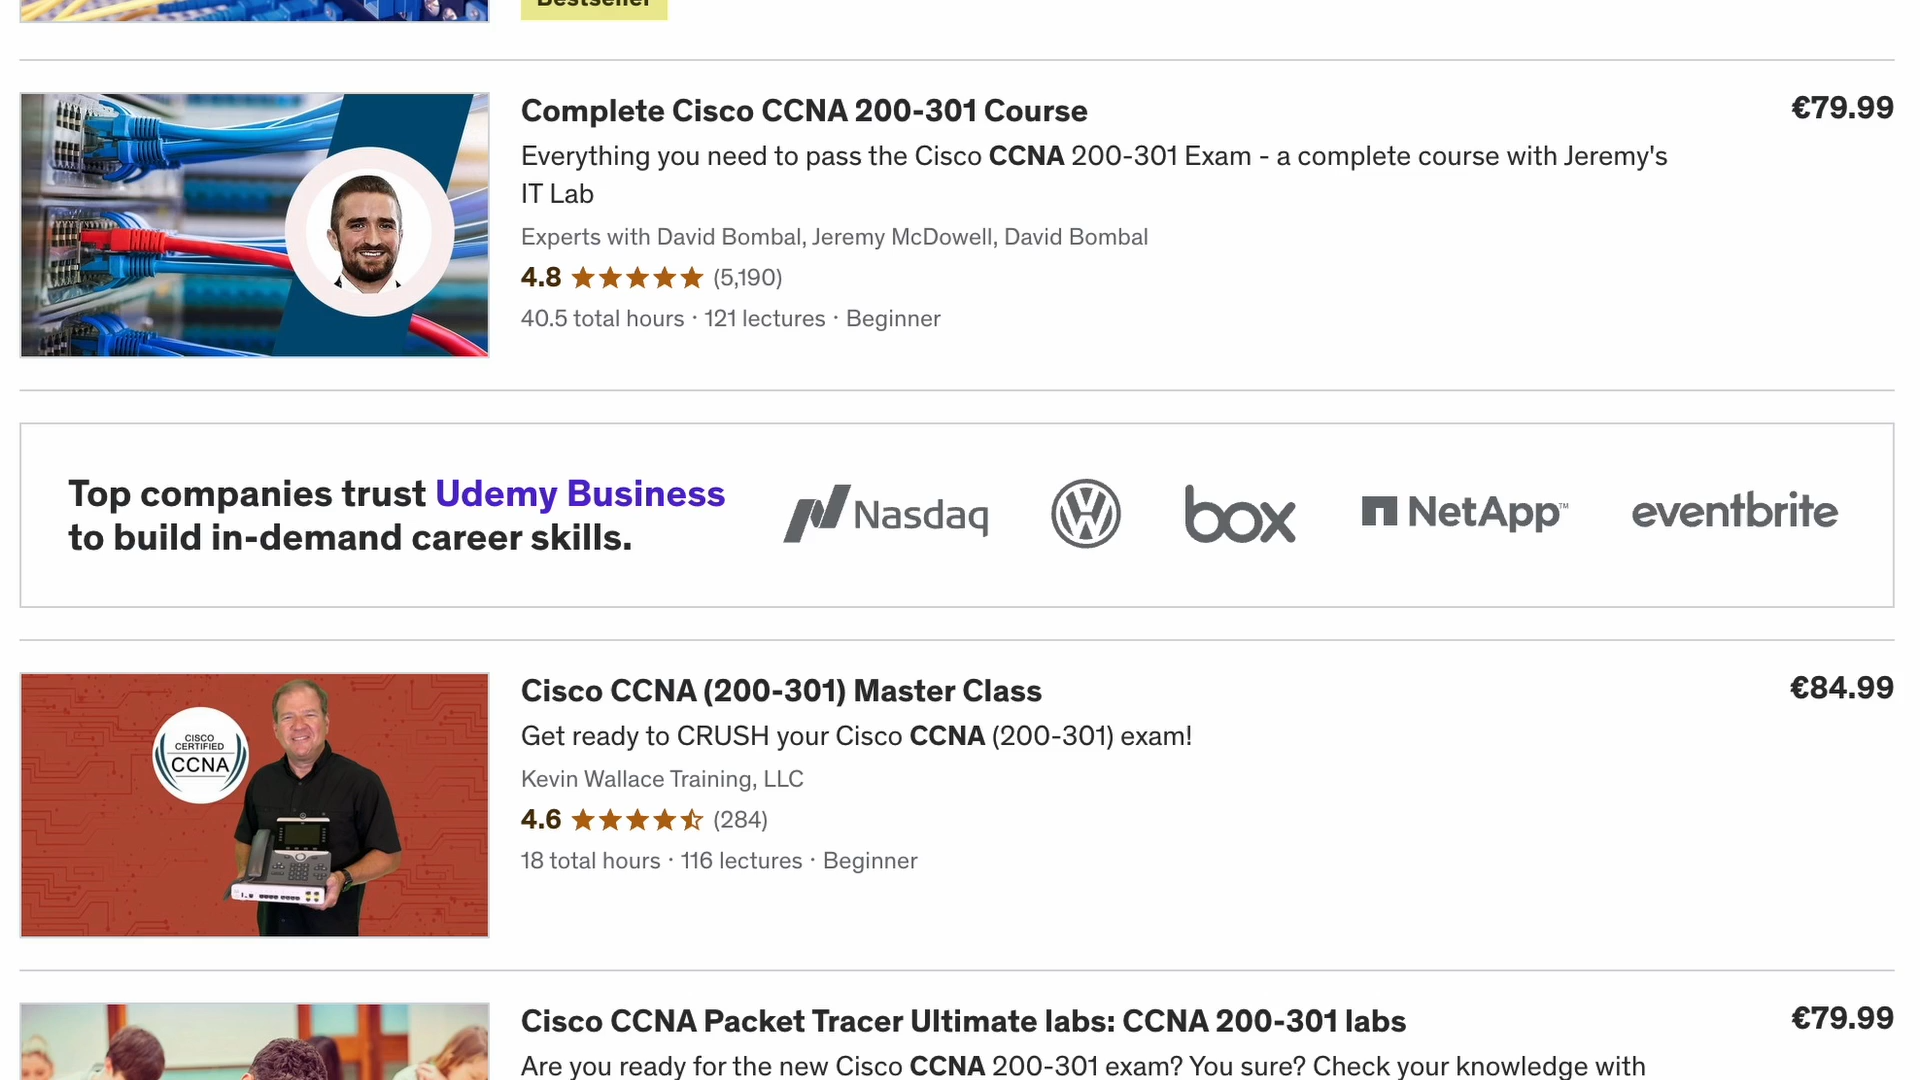 Bestseller
Complete Cisco CCNA 200-301 Course
€79.99
Everything you need to pass the Cisco CCNA 200-301 Exam - a complete course with Jeremy's
IT Lab
Experts with David Bombal, Jeremy McDowell, David Bombal
4.8 (5,190)
40.5 total hours · 121 lectures · Beginner
Top companies trust Udemy Business
to build in-demand career skills.
Nasdaq
VW
box
NetApp™
eventbrite
CISCO
CERTIFIED
CCNA
Cisco CCNA (200-301) Master Class
€84.99
Get ready to CRUSH your Cisco CCNA (200-301) exam!
Kevin Wallace Training, LLC
4.6 (284)
18 total hours · 116 lectures · Beginner
Cisco CCNA Packet Tracer Ultimate labs: CCNA 200-301 labs
€79.99
Are you ready for the new Cisco CCNA 200-301 exam? You sure? Check your knowledge with